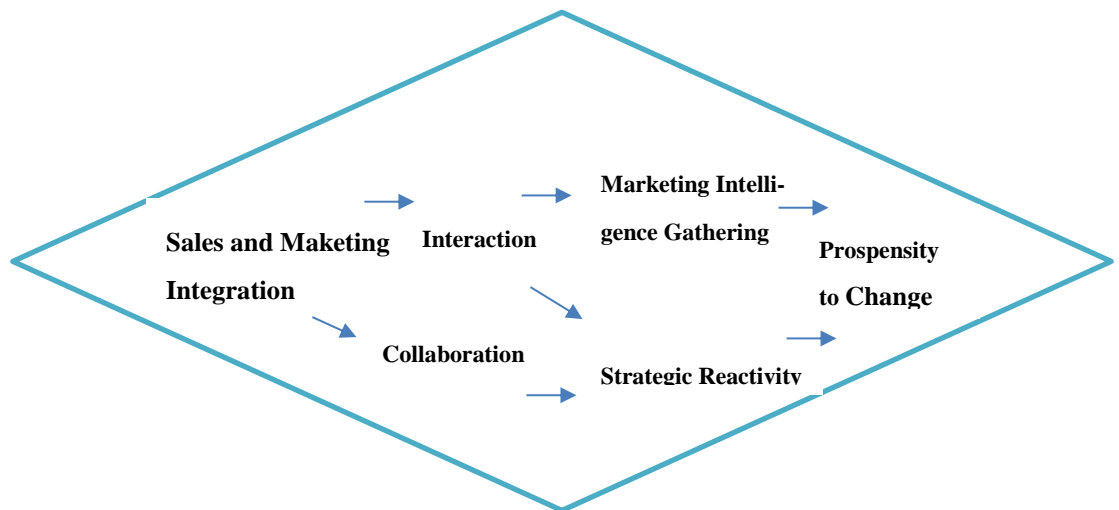 Sales and Maketing
Integration
Interaction
Collaboration
Marketing Intelli-
gence Gathering
Strategic Reactivity
Prospensity
to Change